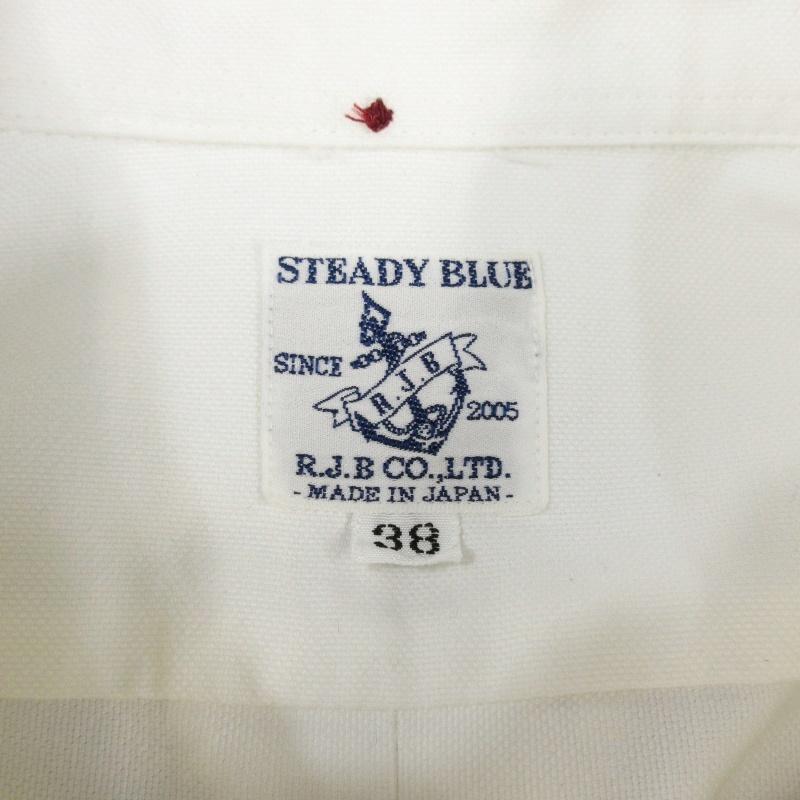 STEADY BLUE
SINCE
R.J.B
2005
R.J.B CO.,LTD.
- MADE IN JAPAN -
38